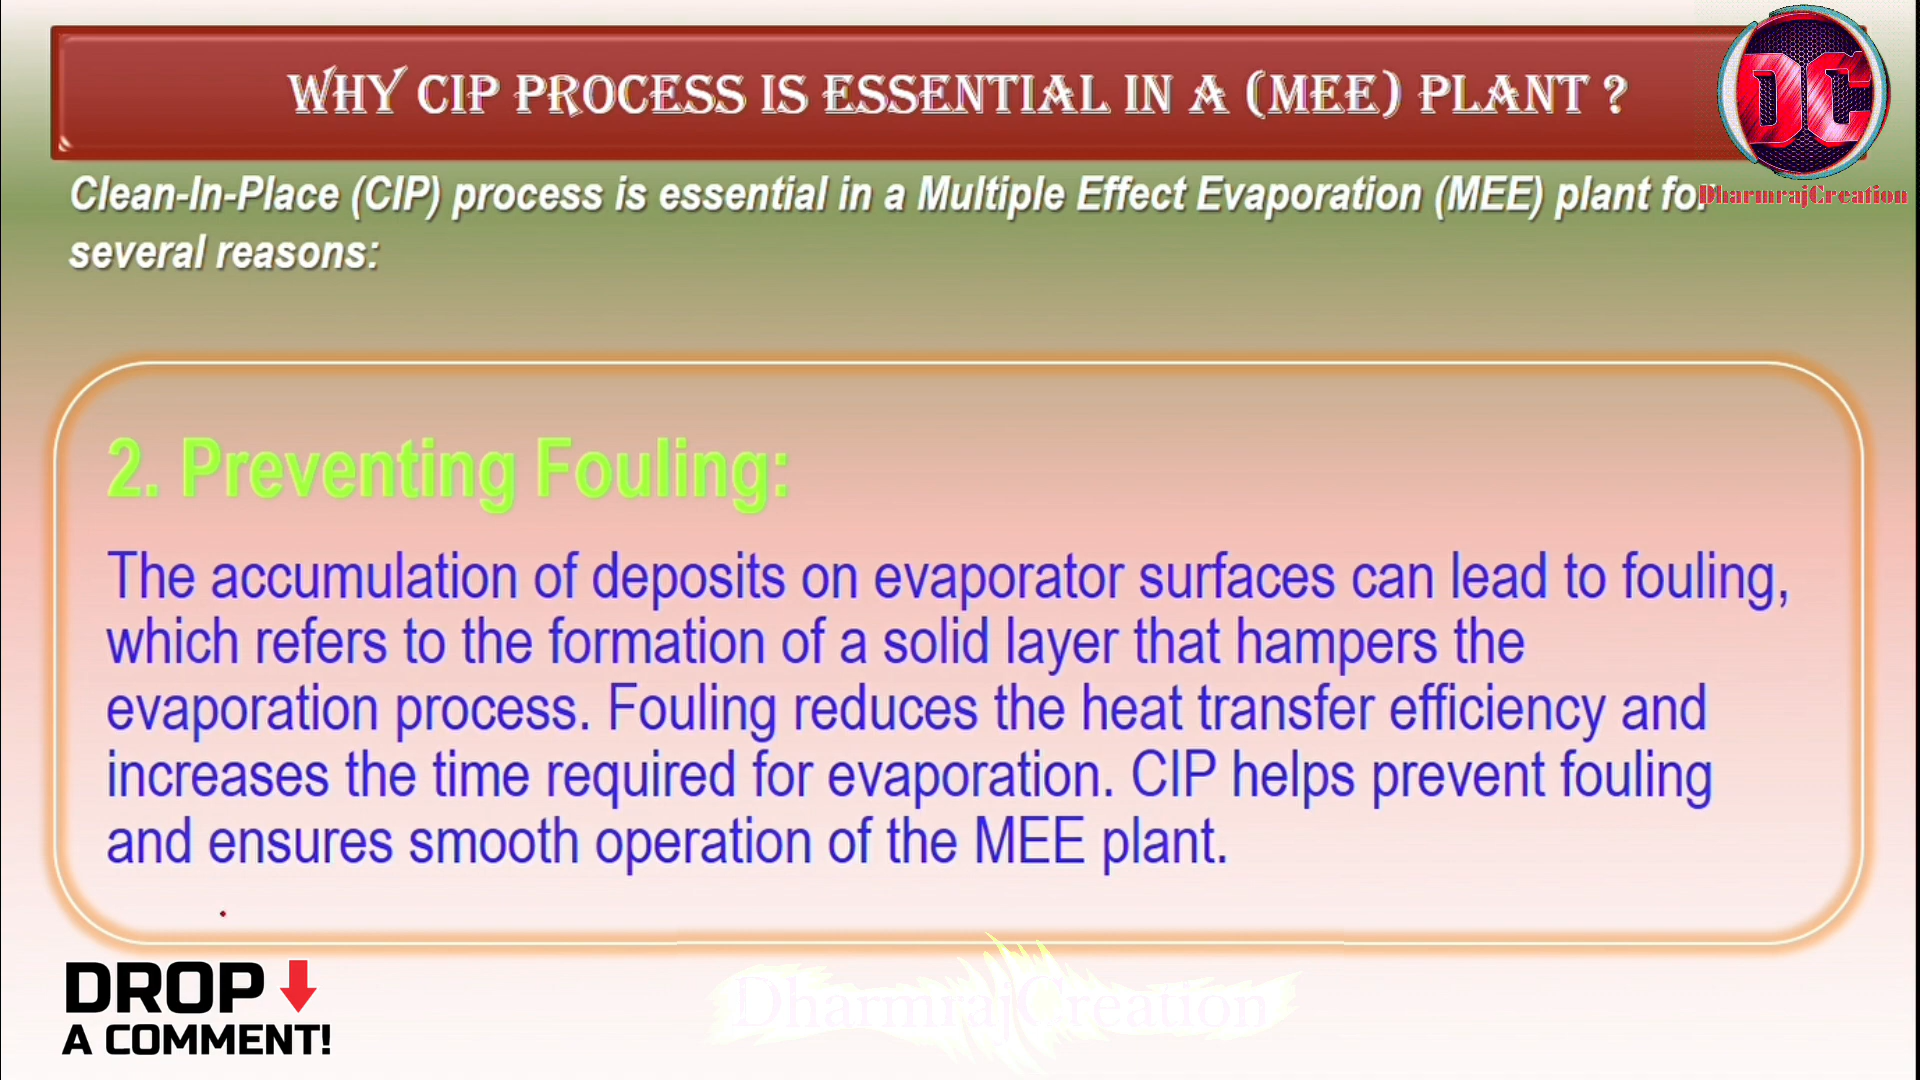 WHY CIP PROCESS IS ESSENTIAL IN A (MEE) PLANT ?
DC
DharmrajCreation
Clean-In-Place (CIP) process is essential in a Multiple Effect Evaporation (MEE) plant for
several reasons:
2. Preventing Fouling:
The accumulation of deposits on evaporator surfaces can lead to fouling,
which refers to the formation of a solid layer that hampers the
evaporation process. Fouling reduces the heat transfer efficiency and
increases the time required for evaporation. CIP helps prevent fouling
and ensures smooth operation of the MEE plant.
DROP
A COMMENT!
DharmrajCreation